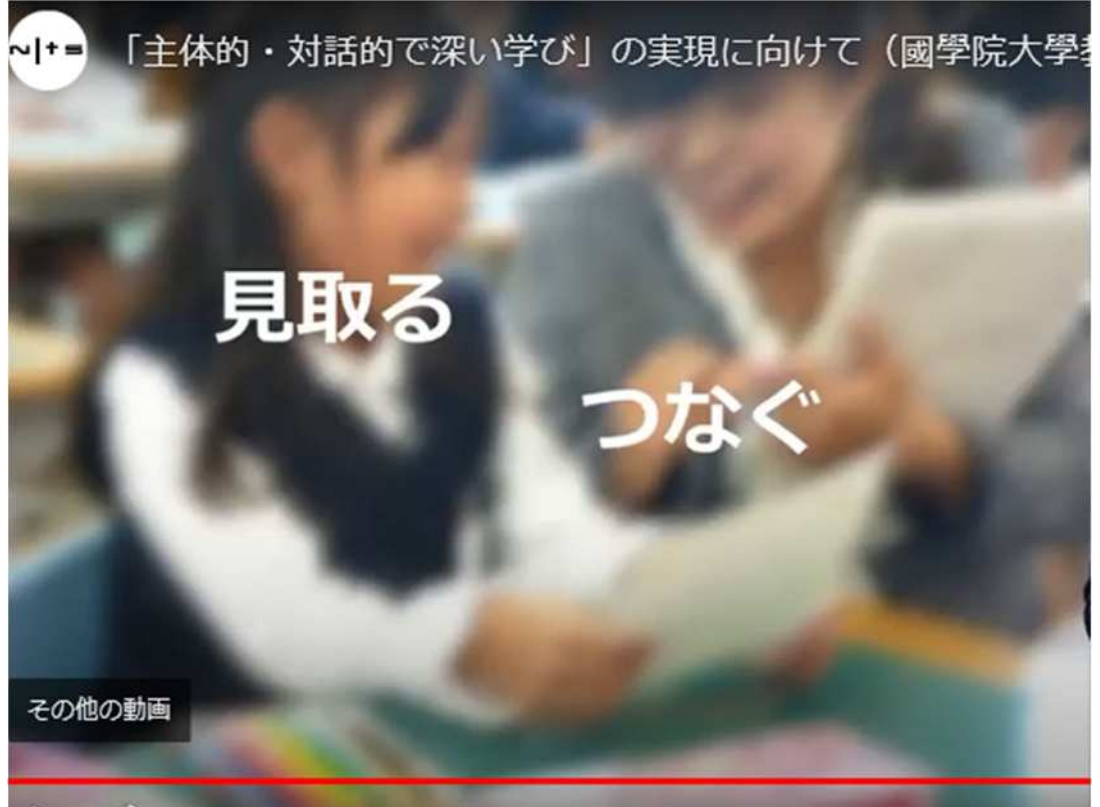 ~|+=
「主体的・対話的で深い学び」の実現に向けて（國學院大學
見取る
つなぐ
その他の動画